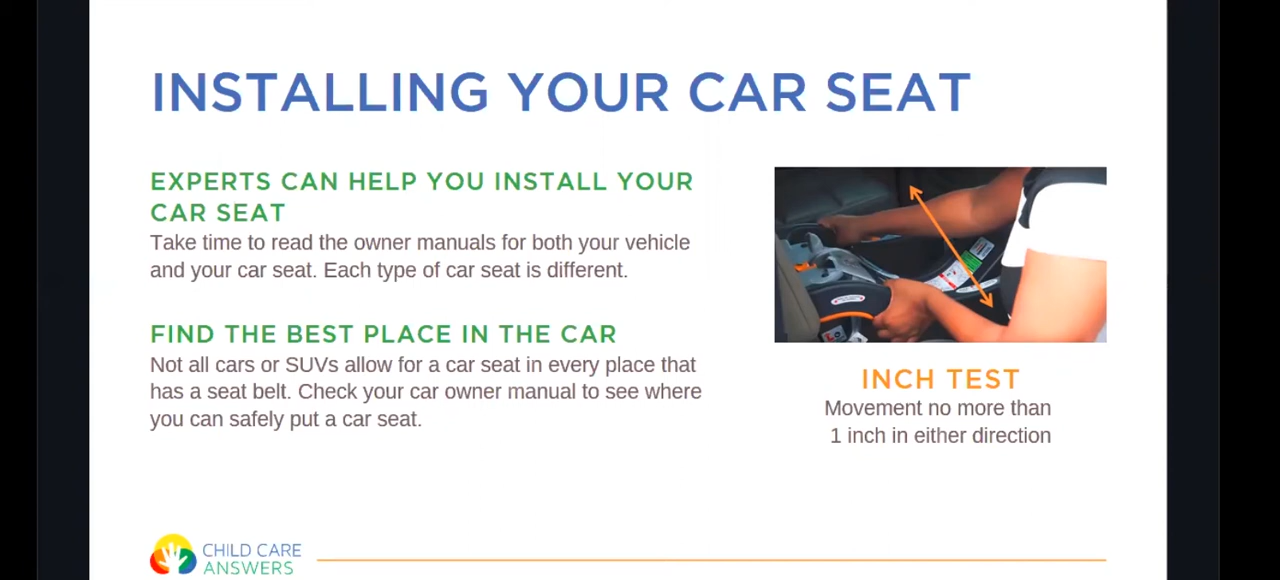 INSTALLING YOUR CAR SEAT
EXPERTS CAN HELP YOU INSTALL YOUR
CAR SEAT
Take time to read the owner manuals for both your vehicle
and your car seat. Each type of car seat is different.
FIND THE BEST PLACE IN THE CAR
Not all cars or SUVs allow for a car seat in every place that
has a seat belt. Check your car owner manual to see where
you can safely put a car seat.
INCH TEST
Movement no more than
1 inch in either direction
CHILD CARE
ANSWERS